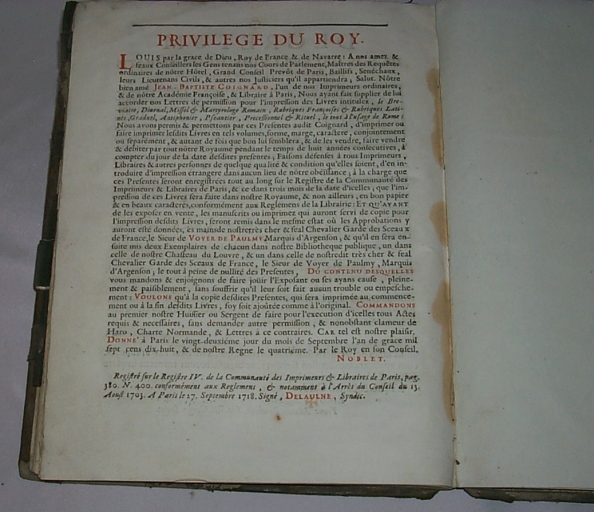 PRIVILEGE DU ROY.
LOUIS par la grace de Dieu, Roy de France & de Navarre: A nos amez &
feaux Conseillers les Gens tenans nos Cours de Parlement, Maîtres des Requêtes
ordinaires de nôtre Hôtel, Grand Conseil Prevôt de Paris, Baillifs, Senéchaux,
leurs Lieutenans Civils, & autres nos Justiciers qu'il appartiendra, Salut. Nôtre
bien amé JEAN-BAPTISTE COIGNARD, l'un de nos Imprimeurs ordinaires,
& de nôtre Académie Françoise, & Libraire à Paris, Nous ayant fait supplier de lui
accorder nos Lettres de permission pour l'impression des Livres intitulez, le Bre-
viaire, Diurnal, Missel & Martyrologe Romain, Rubriques Françoises & Rubriques Lati-
nes, Graduel, Antiphonier, Pseautier, Processionnel & Rituel, le tout à l'usage de Rome:
Nous avons permis & permettons par ces Presentes audit Coignard, d'imprimer ou
faire imprimer lesdits Livres en tels volumes, forme, marge, caractere, conjointement
ou separément, & autant de fois que bon lui semblera, & de les vendre, faire vendre
& debiter par tout nôtre Royaume pendant le temps de huit années consecutives, à
compter du jour de la date desdites presentes; Faisons défenses à tous Imprimeurs,
Libraires & autres personnes de quelque qualité & condition qu'elles soient, d'en in-
troduire d'impression étrangere dans aucun lieu de nôtre obéissance; à la charge que
ces Presentes seront enregistrées tout au long sur le Registre de la Communauté des
Imprimeurs & Libraires de Paris, & ce dans trois mois de la date d'icelles; que l'im-
pression de ces Livres sera faite dans nôtre Royaume, & non ailleurs, en bon papier
& en beaux caracteres, conformément aux Reglemens de la Librairie: ET QU'AVANT
de les exposer en vente, les manuscrits ou imprimez qui auront servi de copie pour
l'impression desdits Livres, seront remis dans le mesme estat où les Approbations y
auront esté données, és mains de nostre tres cher & feal Chevalier Garde des Sceaux
de France, le Sieur de VOYER DE PAULMY Marquis d'Argenson, & qu'il en sera en-
suite mis deux Exemplaires de chacun dans nostre Bibliotheque publique, un dans
celle de nostre Chasteau du Louvre, & un dans celle de nostredit très cher & feal
Chevalier Garde des Sceaux de France, le Sieur de Voyer de Paulmy, Marquis
d'Argenson; le tout à peine de nullité des Presentes, DU CONTENU DESQUELLES
vous mandons & enjoignons de faire jouir l'Exposant ou ses ayans cause, pleine-
ment & paisiblement, sans souffrir qu'il leur soit fait aucun trouble ou empesche-
ment: VOULONS qu'à la copie desdites Presentes, qui sera imprimée au commence-
ment ou à la fin desdits Livres, foy soit ajoûtée comme à l'original. COMMANDONS
au premier nostre Huissier ou Sergent de faire pour l'execution d'icelles tous Actes
requis & necessaires, sans demander autre permission, & nonobstant clameur de
Haro, Charte Normande, & Lettres à ce contraires. CAR tel est nostre plaisir.
DONNE' à Paris le vingt-deuxiéme jour du mois de Septembre l'an de grace mil
sept cens dix-huit, & de nostre Regne le quatriéme. Par le Roy en son Conseil,
NOBLET.
Registré sur le Registre IV. de la Communauté des Imprimeurs & Libraires de Paris, pag.
380. N. 400. conformément aux Reglemens, & notamment à l'Arrêt du Conseil du 13.
Aoust 1703. A Paris le 27. Septembre 1718. Signé, DELAULNE, Syndic.